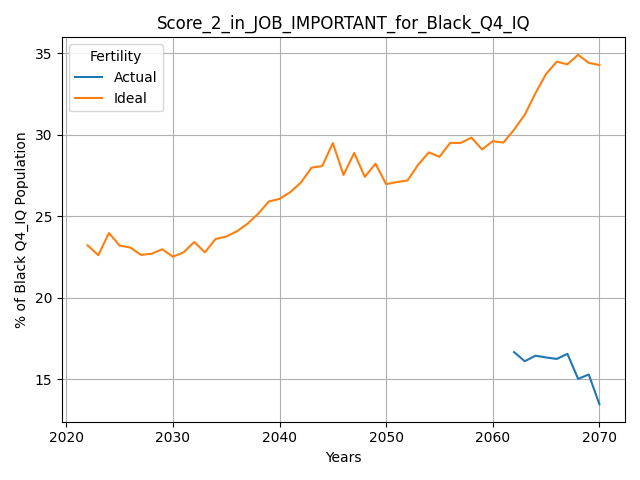 Score_2_in_JOB_IMPORTANT_for_Black_Q4_IQ
Fertility
Actual
Ideal
% of Black Q4_IQ Population
35
30
25
20
15
2020
2030
2040
2050
2060
2070
Years